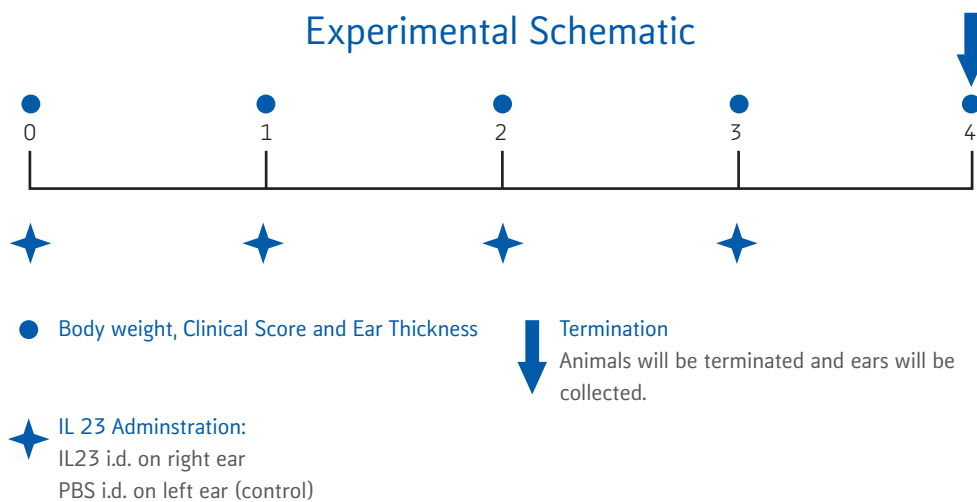 Experimental Schematic
0 1 2 3 4
Body weight, Clinical Score and Ear Thickness
Termination
Animals will be terminated and ears will be
collected.
IL 23 Adminstration:
IL23 i.d. on right ear
PBS i.d. on left ear (control)